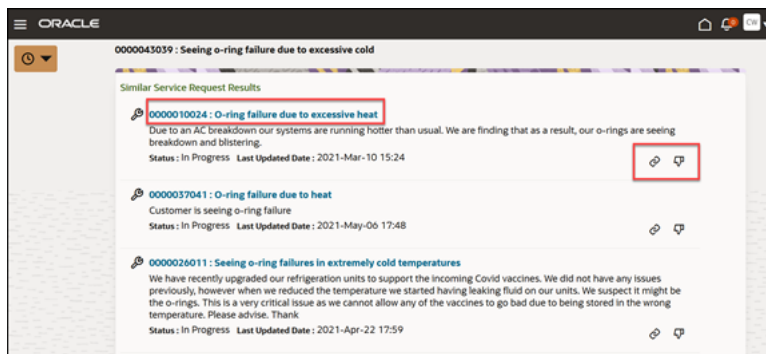 ORACLE
CW
0000043039 : Seeing o-ring failure due to excessive cold
Similar Service Request Results
0000010024 : O-ring failure due to excessive heat
Due to an AC breakdown our systems are running hotter than usual. We are finding that as a result, our o-rings are seeing
breakdown and blistering.
Status : In Progress Last Updated Date : 2021-Mar-10 15:24
0000037041 : O-ring failure due to heat
Customer is seeing o-ring failure
Status : In Progress Last Updated Date : 2021-May-06 17:48
0000026011 : Seeing o-ring failures in extremely cold temperatures
We have recently upgraded our refrigeration units to support the incoming Covid vaccines. We did not have any issues
previously, however when we reduced the temperature we started having leaking fluid on our units. We suspect it might be
the o-rings. This is a very critical issue as we cannot allow any of the vaccines to go bad due to being stored in the wrong
temperature. Please advise. Thank
Status : In Progress Last Updated Date : 2021-Apr-22 17:59